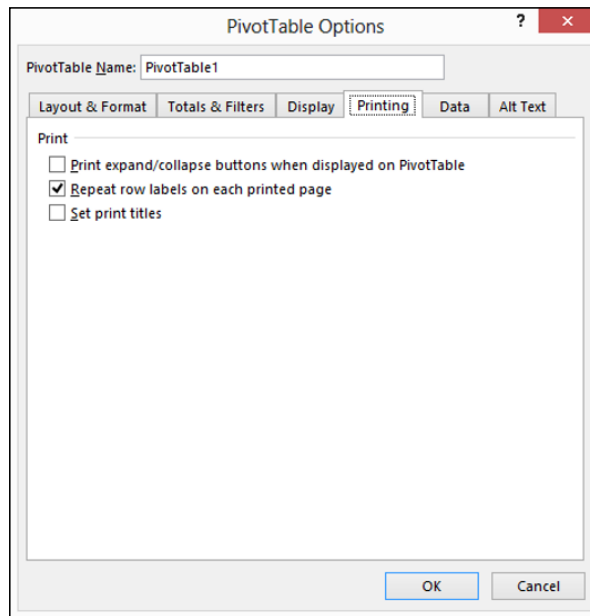 PivotTable Options ? ×
PivotTable Name: PivotTable1
Layout & Format Totals & Filters Display Printing Data Alt Text
Print
Print expand/collapse buttons when displayed on PivotTable
Repeat row labels on each printed page
Set print titles
OK Cancel